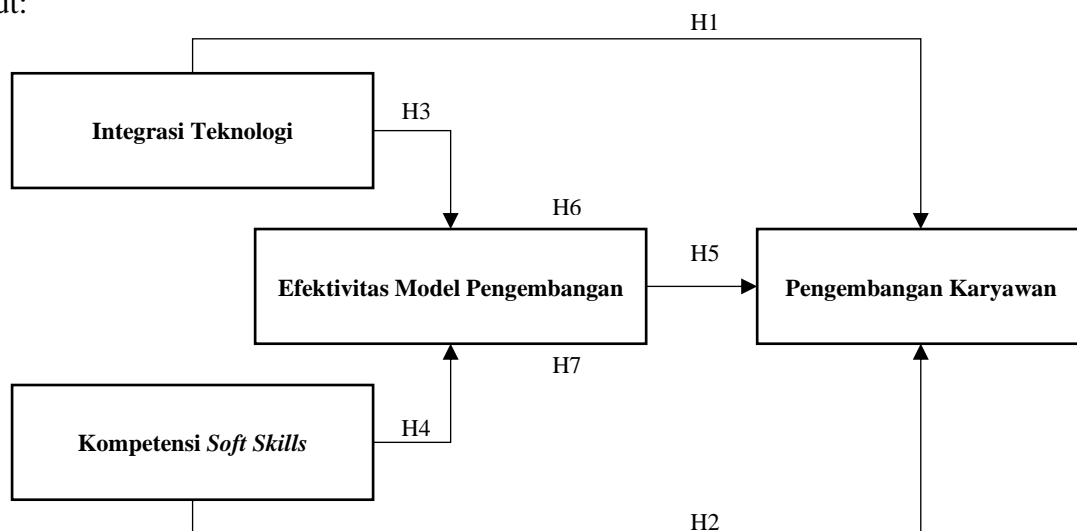 H1
Integrasi Teknologi
H3
H6
Efektivitas Model Pengembangan
H5
Pengembangan Karyawan
H7
Kompetensi Soft Skills
H4
H2